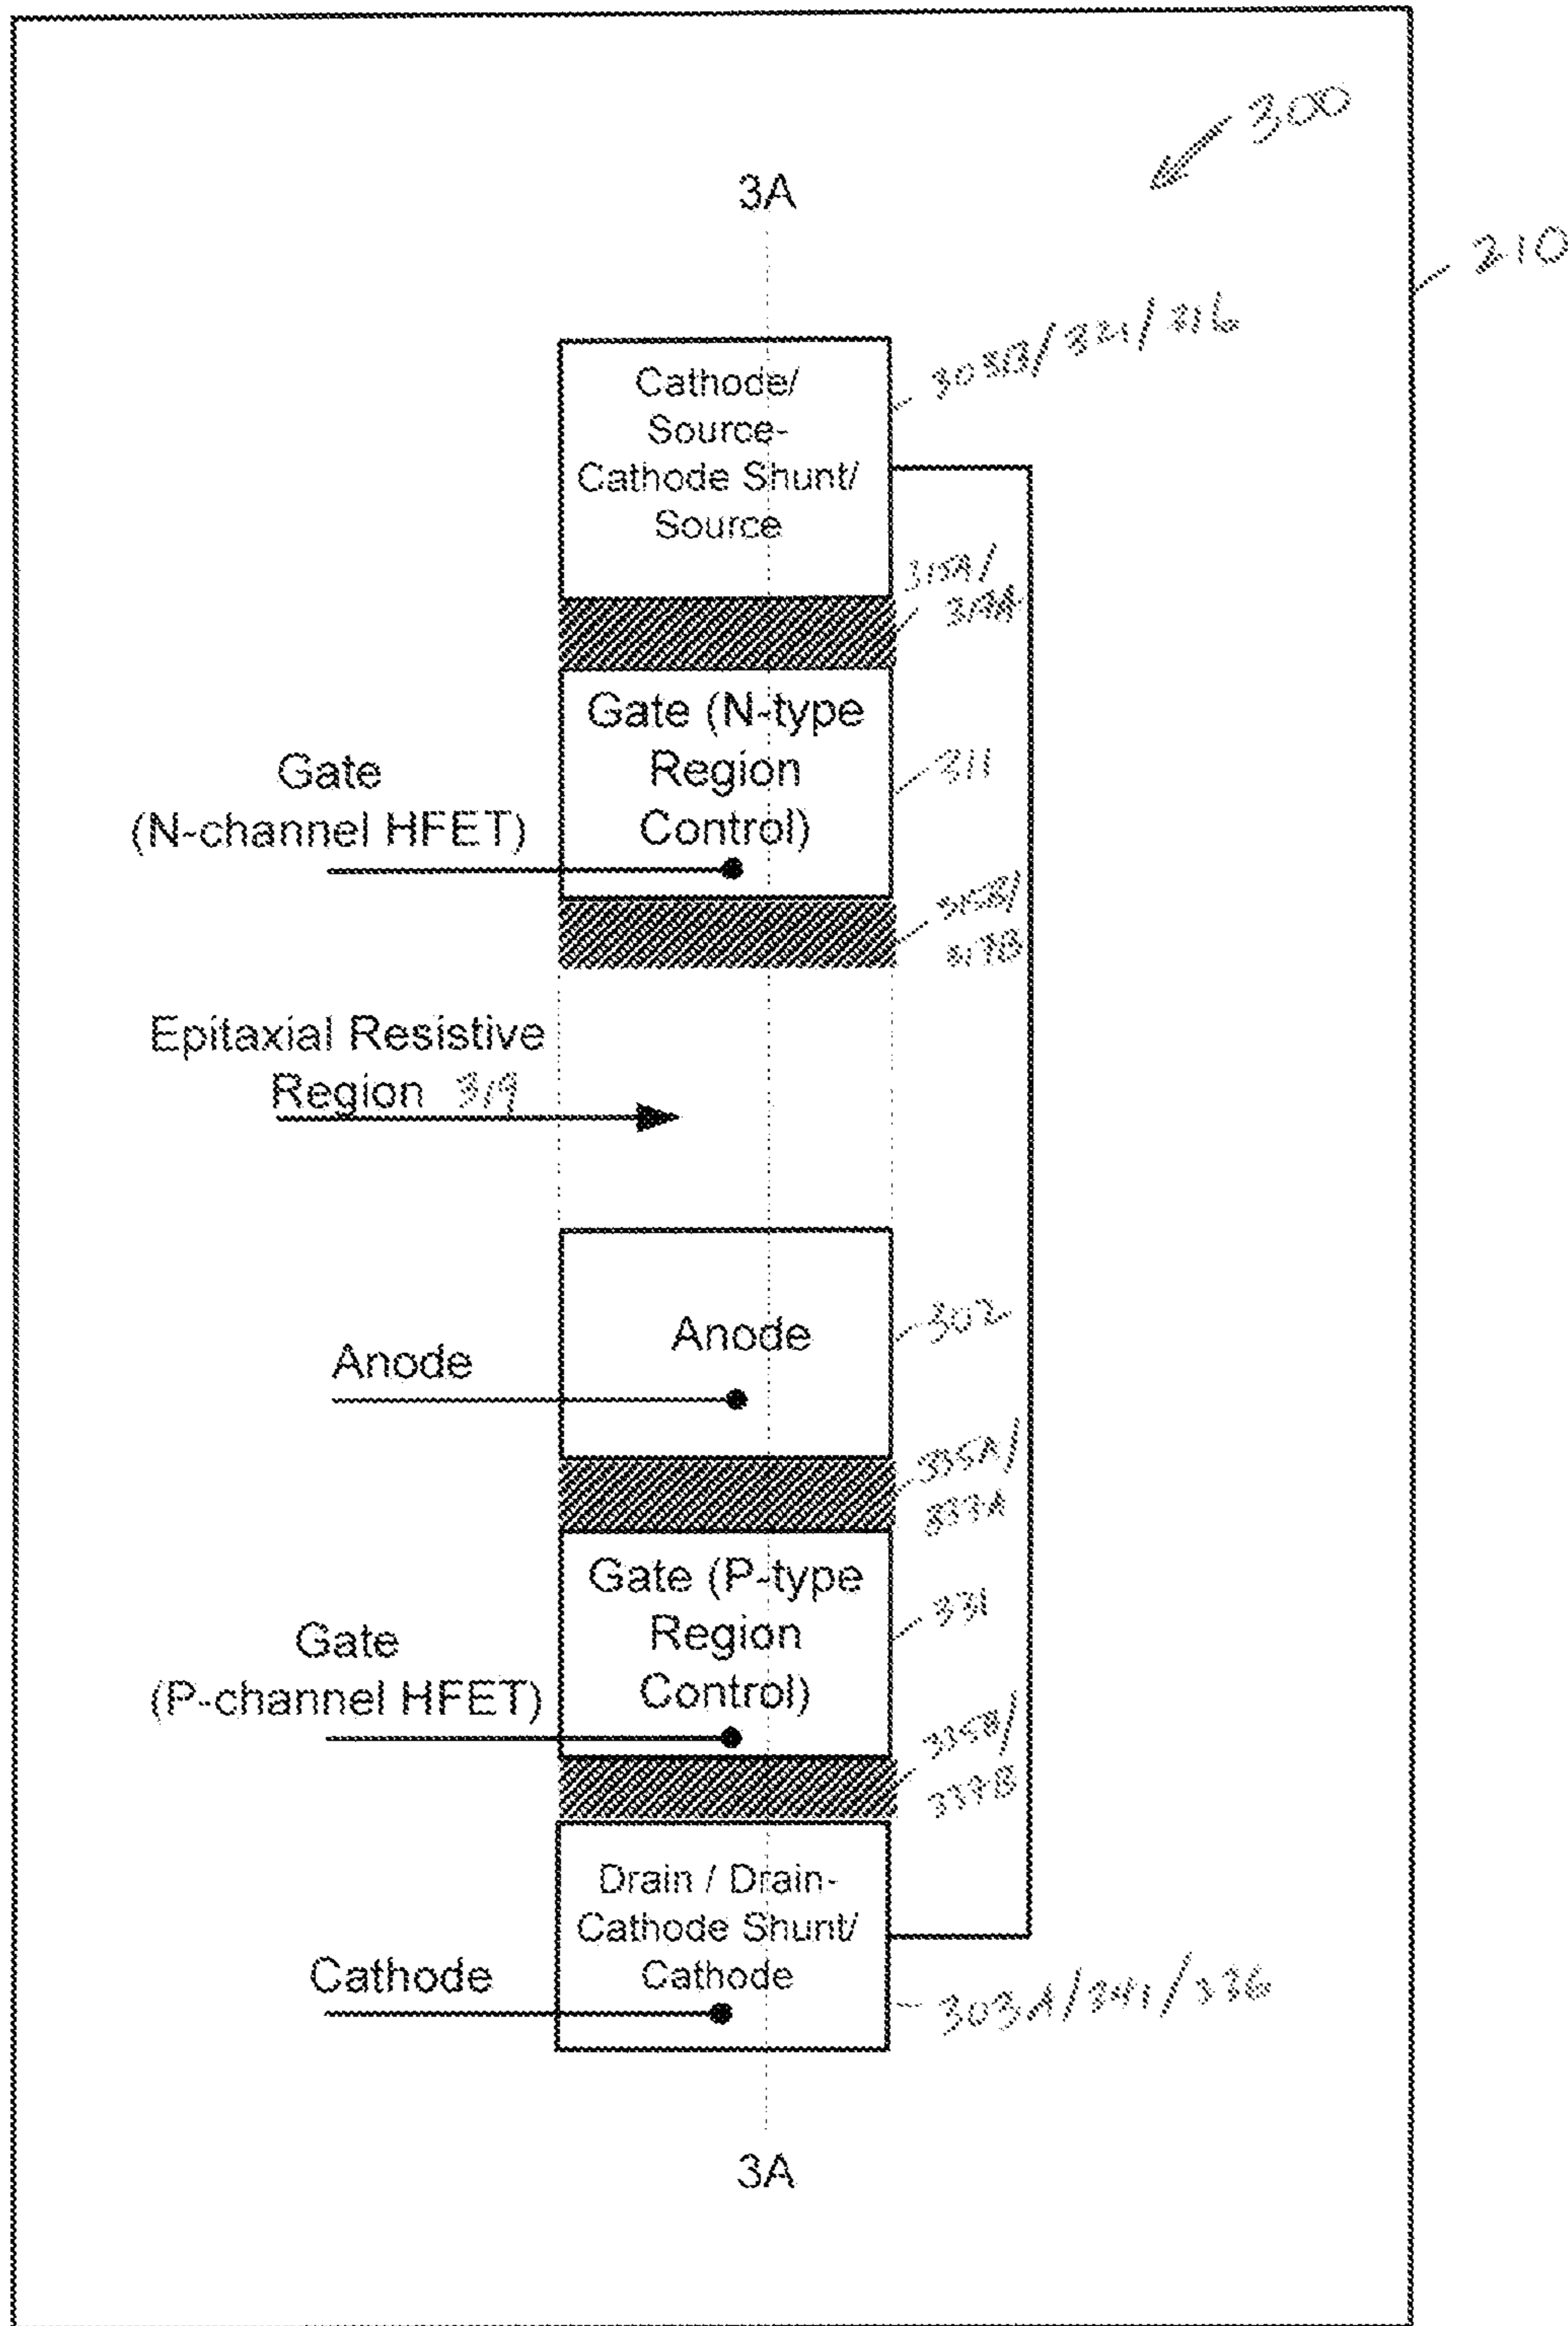 300
3A
210
Cathode/
Source-
Cathode Shunt/
Source
Gate (N-type
Region
Control)
Gate
(N-channel HFET)
Epitaxial Resistive
Region 319
Anode
302
Anode
Gate (P-type
Region
Control)
331
Gate
(P-channel HFET)
Drain / Drain-
Cathode Shunt/
Cathode
Cathode
3A